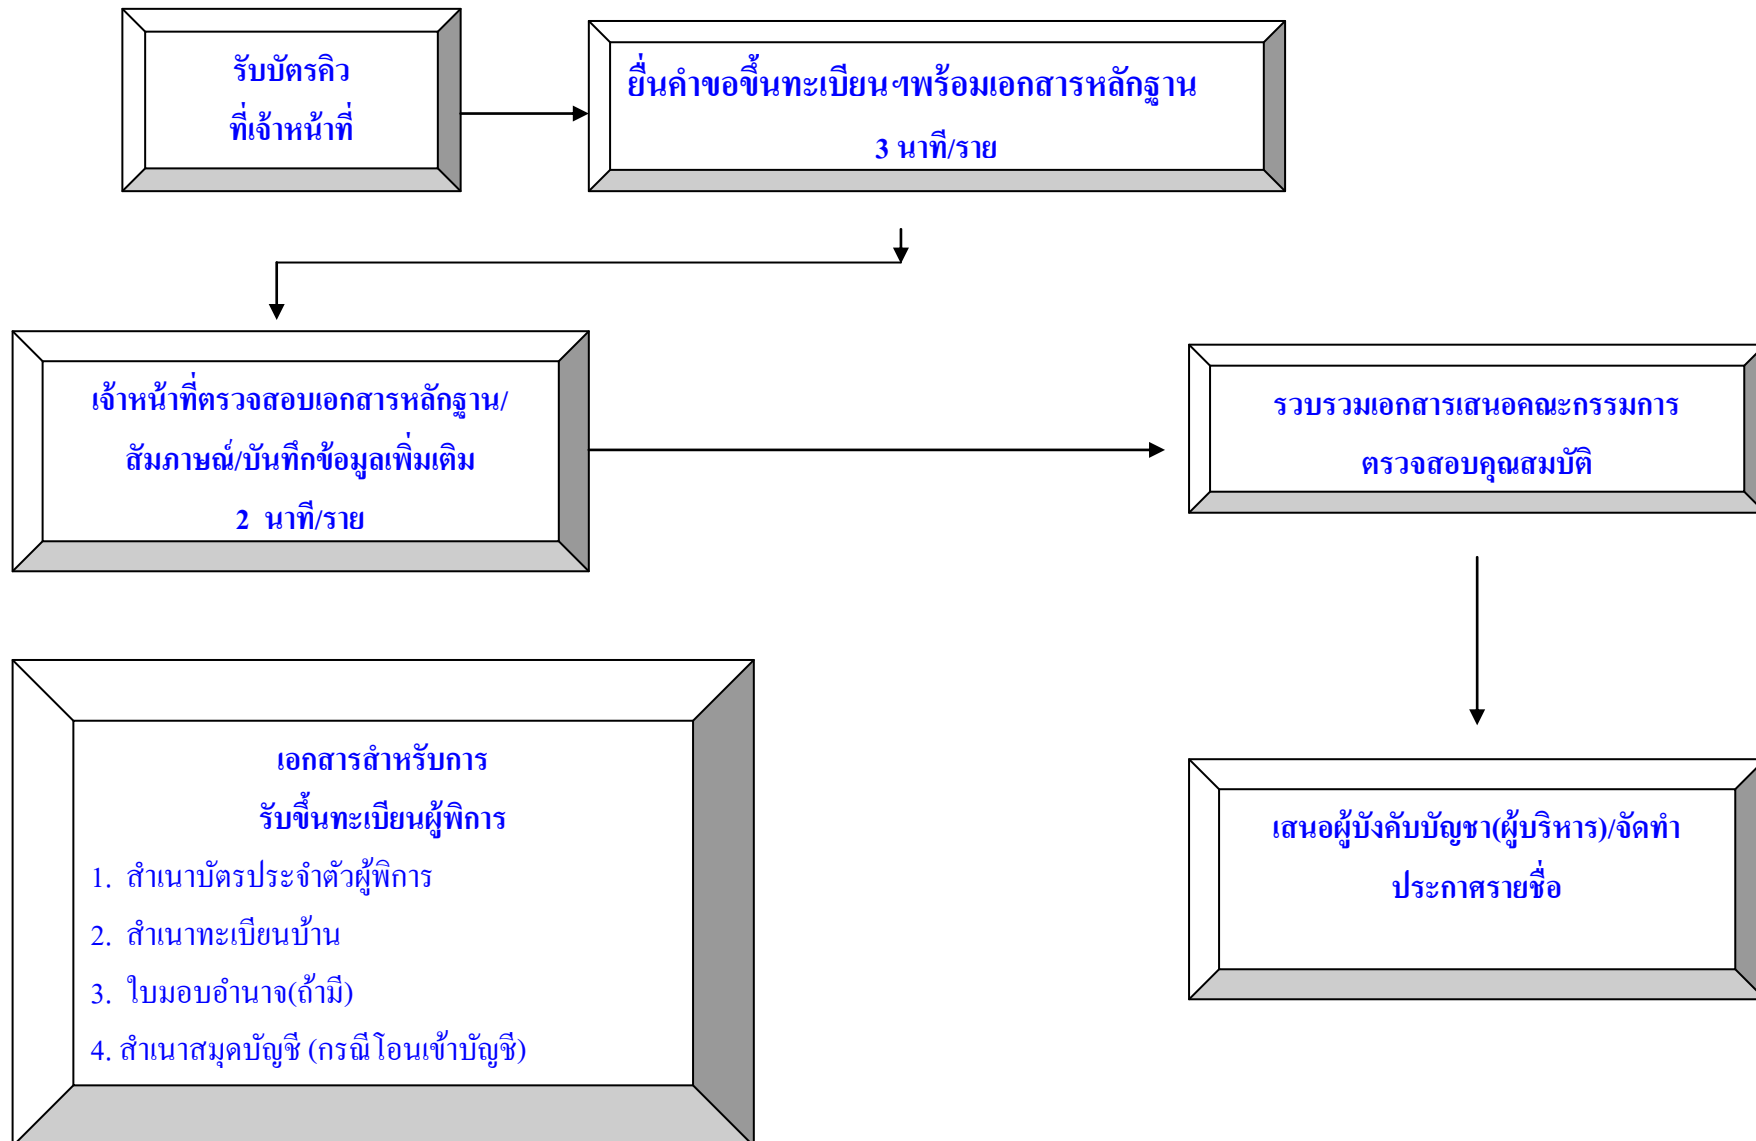 รับบัตรคิว
ที่เจ้าหน้าที่
ยื่นคำขอขึ้นทะเบียนฯพร้อมเอกสารหลักฐาน
3 นาที/ราย
เจ้าหน้าที่ตรวจสอบเอกสารหลักฐาน/
สัมภาษณ์/บันทึกข้อมูลเพิ่มเติม
2 นาที/ราย
รวบรวมเอกสารเสนอคณะกรรมการ
ตรวจสอบคุณสมบัติ
เสนอผู้บังคับบัญชา(ผู้บริหาร)/จัดทำ
ประกาศรายชื่อ
เอกสารสำหรับการ
รับขึ้นทะเบียนผู้พิการ
1. สำเนาบัตรประจำตัวผู้พิการ
2. สำเนาทะเบียนบ้าน
3. ใบมอบอำนาจ(ถ้ามี)
4. สำเนาสมุดบัญชี (กรณีโอนเข้าบัญชี)